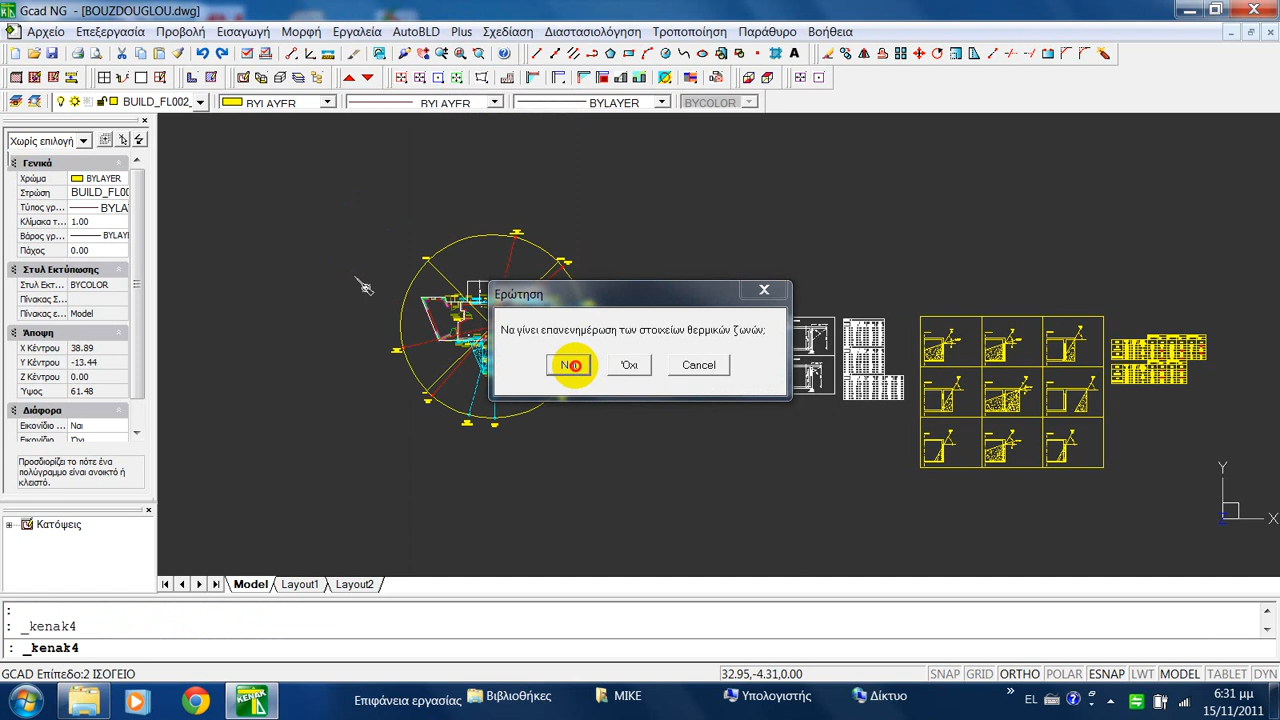 Gcad NG - [BOUZDOUGLOU.dwg]
Αρχείο Επεξεργασία Προβολή Εισαγωγή Μορφή Εργαλεία AutoBLD Plus Σχεδίαση Διαστασιολόγηση Τροποποίηση Παράθυρο Βοήθεια
BUILD_FL002_ BYLAYER BYLAYER BYLAYER BYCOLOR
Χωρίς επιλογή
Γενικά
Χρώμα BYLAYER
Στρώση BUILD_FL00
Τύπος γρ... BYLA
Κλίμακα τ... 1.00
Βάρος γρ... BYLAY
Πάχος 0.00
Στυλ Εκτύπωσης
Στυλ Εκτ... BYCOLOR
Πίνακας Σ...
Πίνακας ε... Model
Άποψη
Χ Κέντρου 38.89
Υ Κέντρου -13.44
Ζ Κέντρου 0.00
Υψος 61.48
Διάφορα
Εικονίδιο ... Ναι
Εικονίδιο ... Όχι
Προσδιορίζει το πότε ένα
πολύγραμμο είναι ανοικτό ή
κλειστό.
Κατόψεις
Ερώτηση
Να γίνει επανενημέρωση των στοιχείων θερμικών ζωνών;
Ναι Όχι Cancel
Y
Z X
Model Layout1 Layout2
:
: _kenak4
: _kenak4
GCAD Επίπεδο:2 ΙΣΟΓΕΙΟ 32.95,-4.31,0.00 SNAP GRID ORTHO POLAR ESNAP LWT MODEL TABLET DYN
KENAK Επιφάνεια εργασίας Βιβλιοθήκες MIKE Υπολογιστής Δίκτυο EL 6:31 μμ
15/11/2011